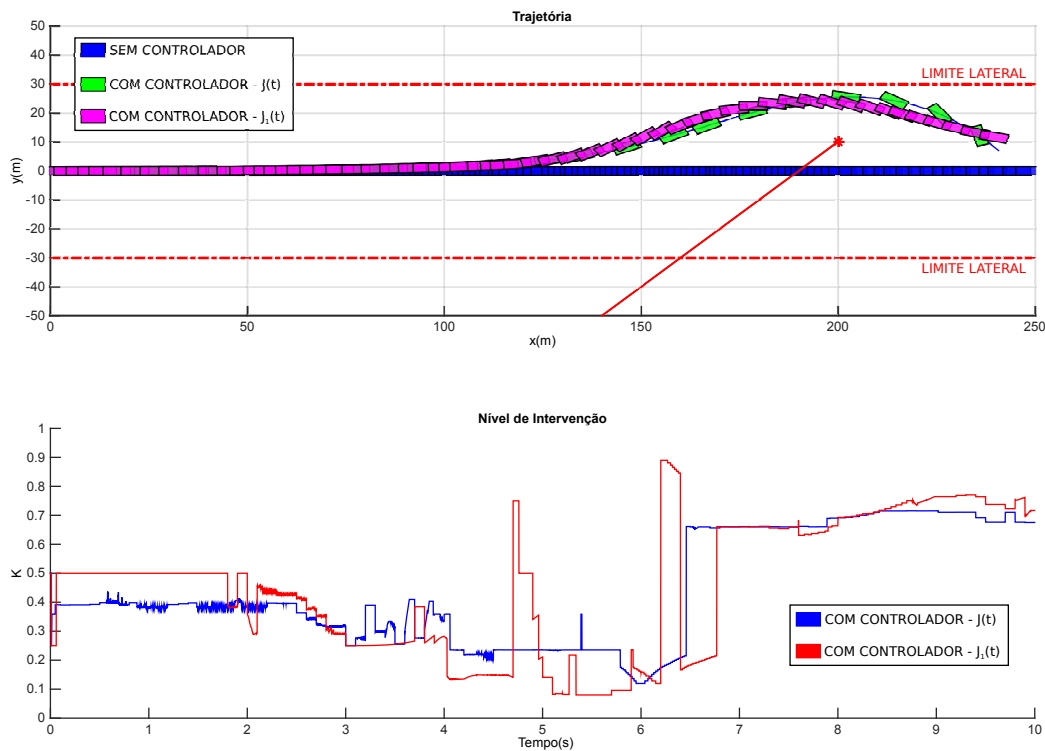 Trajetória
50
40
30
20
10
0
-10
-20
-30
-40
-50
y(m)
SEM CONTROLADOR
COM CONTROLADOR - J(t)
COM CONTROLADOR - J₁(t)
LIMITE LATERAL
LIMITE LATERAL
0 50 100 150 200 250
x(m)
Nível de Intervenção
1
0.9
0.8
0.7
0.6
0.5
0.4
0.3
0.2
0.1
0
K
COM CONTROLADOR - J(t)
COM CONTROLADOR - J₁(t)
0 1 2 3 4 5 6 7 8 9 10
Tempo(s)